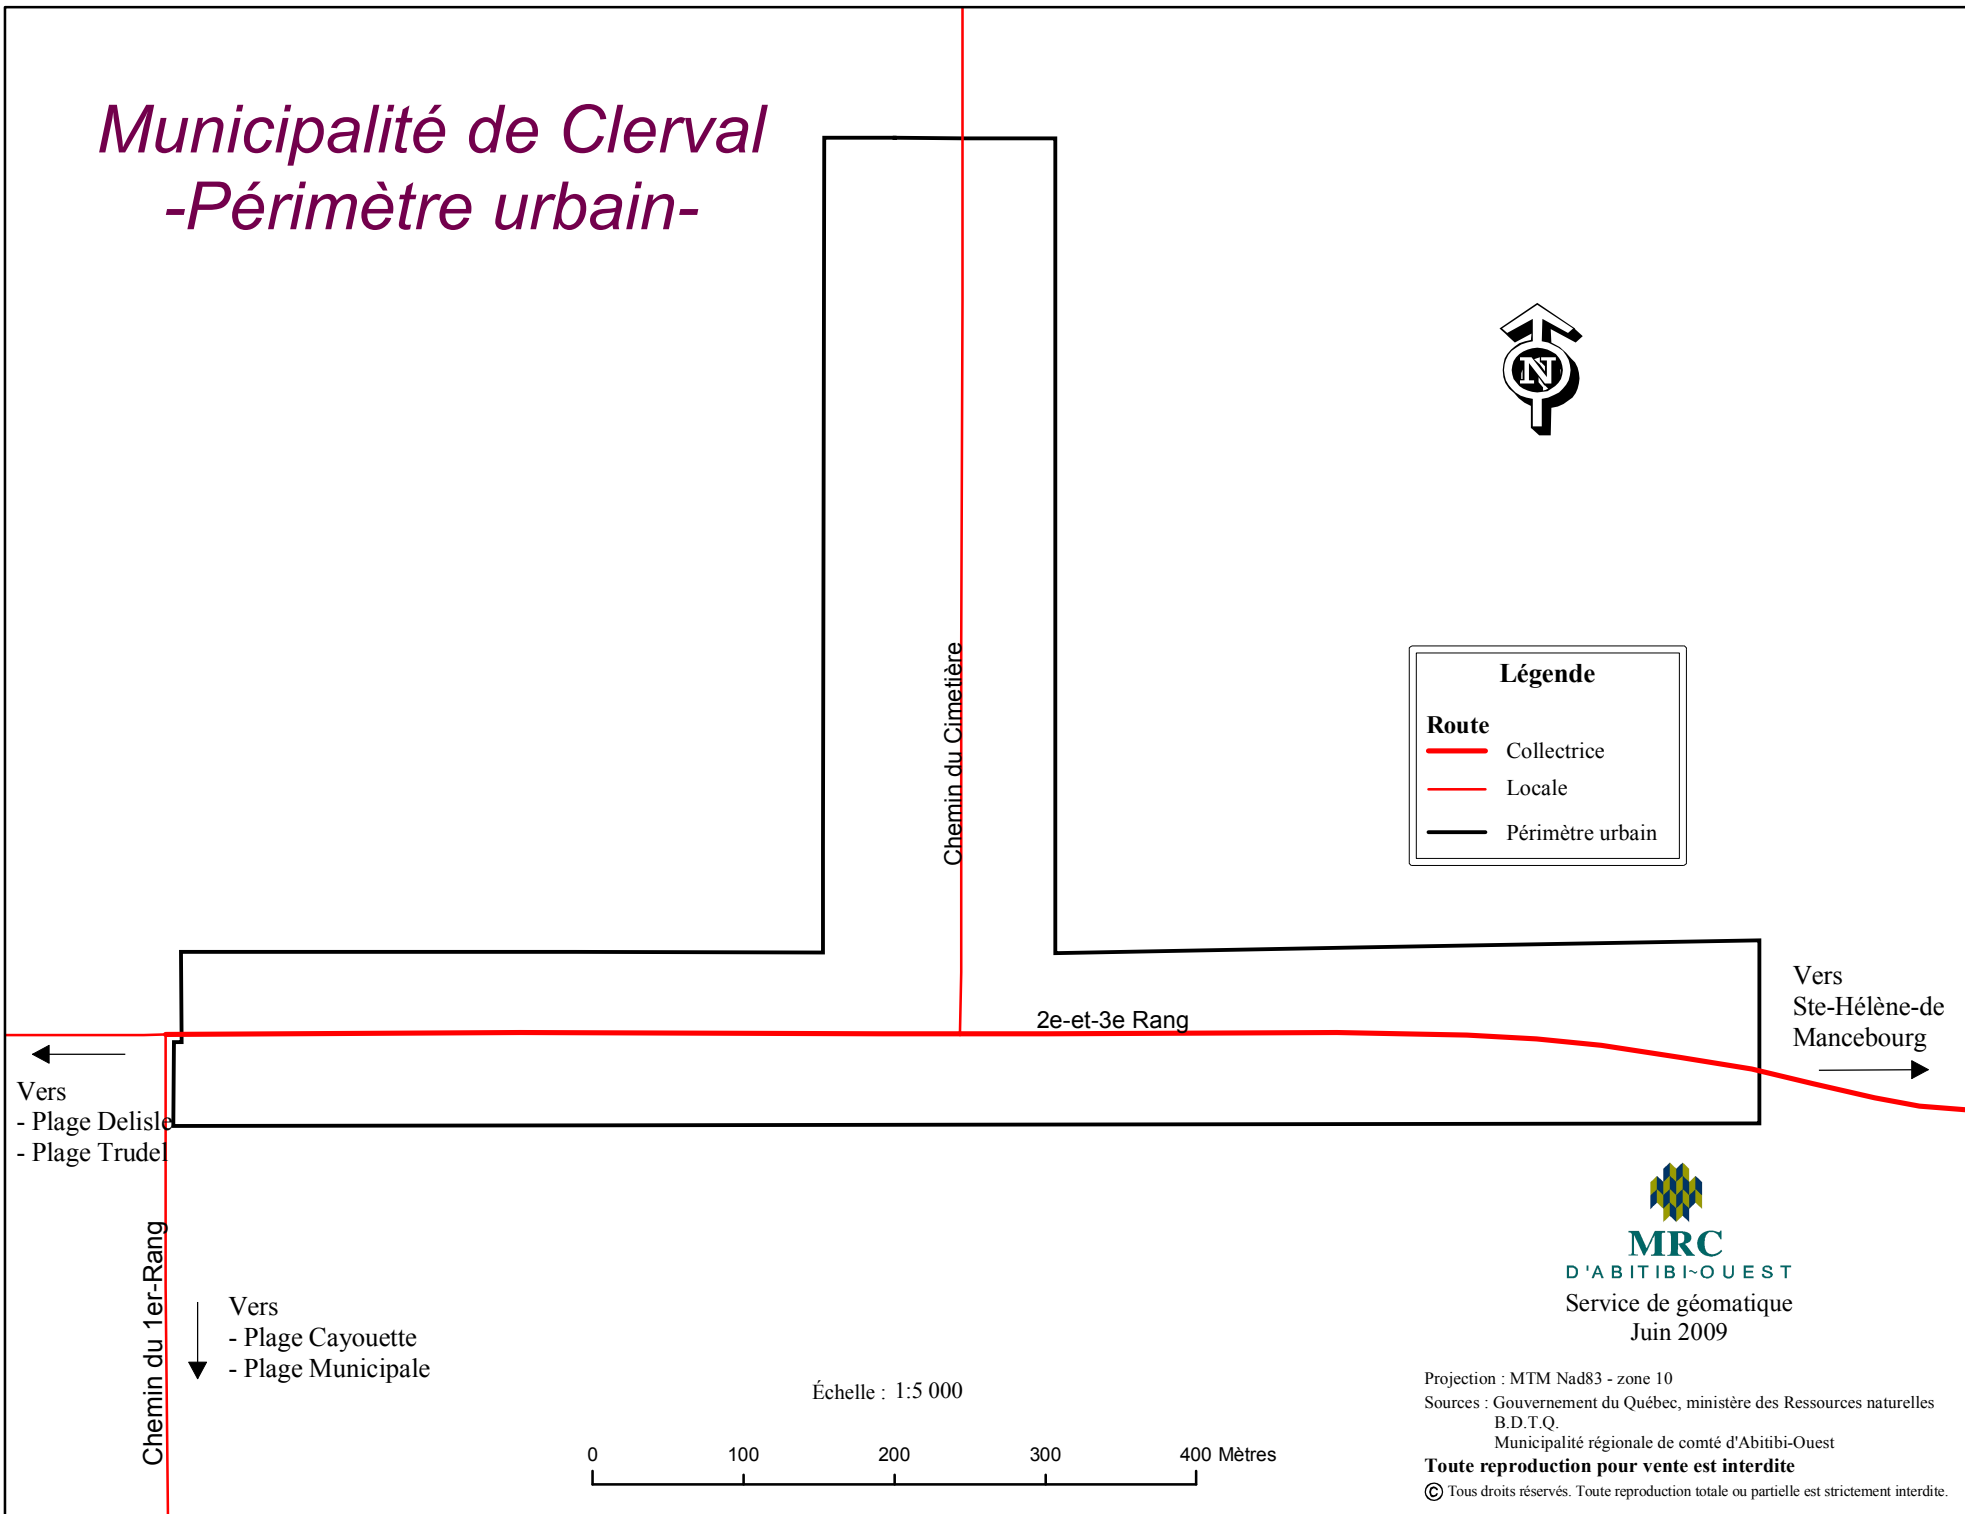 Municipalité de Clerval
-Périmètre urbain-
N
Chemin du Cimetière
Légende
Route
Collectrice
Locale
Périmètre urbain
2e-et-3e Rang
Vers
Ste-Hélène-de
Mancebourg
Vers
- Plage Delisle
- Plage Trudel
Chemin du 1er-Rang
Vers
- Plage Cayouette
- Plage Municipale
MRC
D'ABITIBI~OUEST
Service de géomatique
Juin 2009
Échelle : 1:5 000
0 100 200 300 400 Mètres
Projection : MTM Nad83 - zone 10
Sources : Gouvernement du Québec, ministère des Ressources naturelles
B.D.T.Q.
Municipalité régionale de comté d'Abitibi-Ouest
Toute reproduction pour vente est interdite
© Tous droits réservés. Toute reproduction totale ou partielle est strictement interdite.